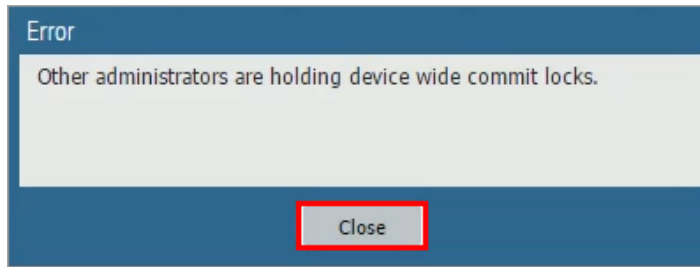 Error
Other administrators are holding device wide commit locks.
Close